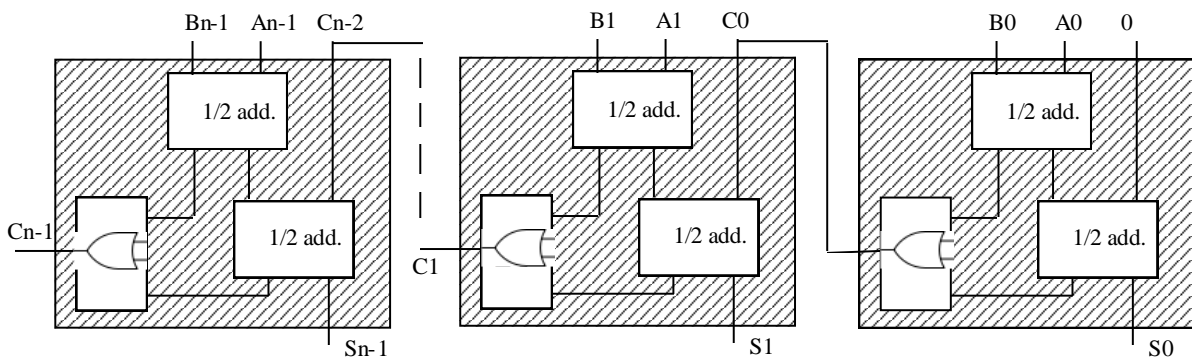 Bn-1 An-1 Cn-2 B1 A1 C0 B0 A0 0
1/2 add. 1/2 add. 1/2 add.
Cn-1 1/2 add. C1 1/2 add. 1/2 add.
Sn-1 S1 S0